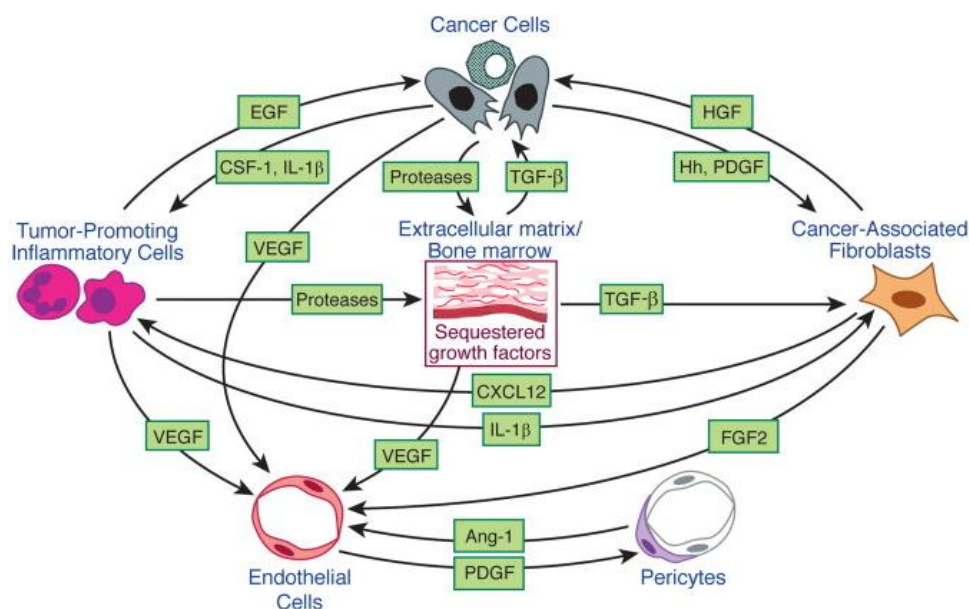 Cancer Cells
EGF
HGF
CSF-1, IL-1β
Proteases
TGF-β
Hh, PDGF
Tumor-Promoting
Inflammatory Cells
VEGF
Extracellular matrix/
Bone marrow
Cancer-Associated
Fibroblasts
Proteases
TGF-β
Sequestered
growth factors
CXCL12
IL-1β
VEGF
VEGF
FGF2
Ang-1
PDGF
Endothelial
Cells
Pericytes